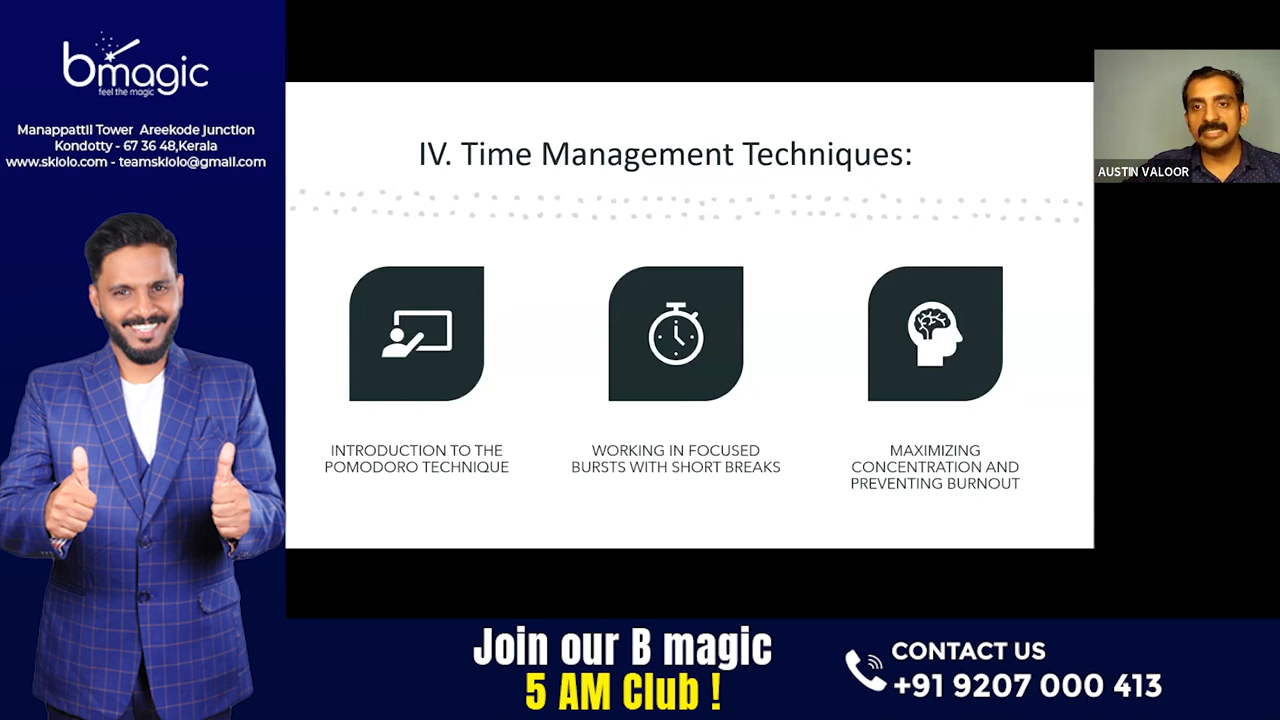 bmagic
feel the magic
Manappattil Tower Areekode Junction
Kondotty - 67 36 48,Kerala
www.sklolo.com - teamsklolo@gmail.com
IV. Time Management Techniques:
INTRODUCTION TO THE
POMODORO TECHNIQUE
WORKING IN FOCUSED
BURSTS WITH SHORT BREAKS
MAXIMIZING
CONCENTRATION AND
PREVENTING BURNOUT
AUSTIN VALOOR
Join our B magic
5 AM Club !
CONTACT US
+91 9207 000 413